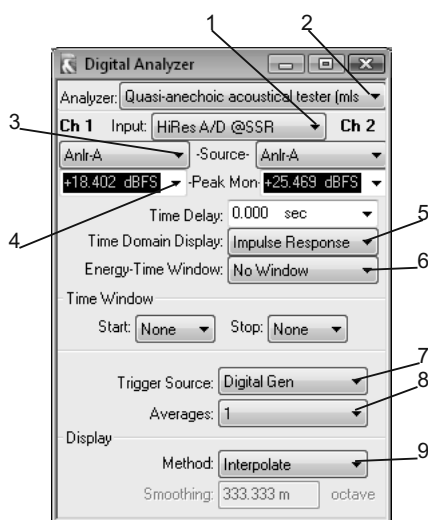 1 2
Digital Analyzer
Analyzer: Quasi-anechoic acoustical tester (mls
Ch 1 Input: HiRes A/D @SSR Ch 2
3
Anlr-A -Source- Anlr-A
+18.402 dBFS -Peak Mon- +25.469 dBFS
4
Time Delay: 0.000 sec
5
Time Domain Display: Impulse Response
6
Energy-Time Window: No Window
Time Window
Start: None Stop: None
7
Trigger Source: Digital Gen
8
Averages: 1
Display
9
Method: Interpolate
Smoothing: 333.333 m octave